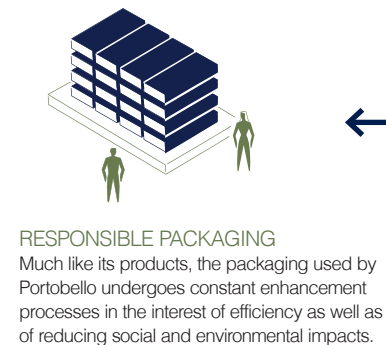 RESPONSIBLE PACKAGING
Much like its products, the packaging used by
Portobello undergoes constant enhancement
processes in the interest of efficiency as well as
of reducing social and environmental impacts.